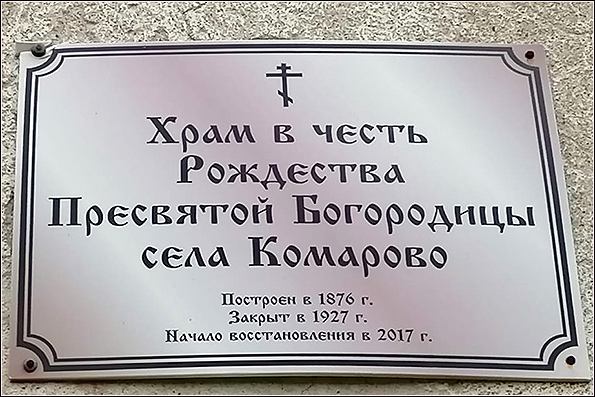 Храм в честь
Рождества
Пресвятой Богородицы
села Комарово
Построен в 1876 г.
Закрыт в 1927 г.
Начало восстановления в 2017 г.